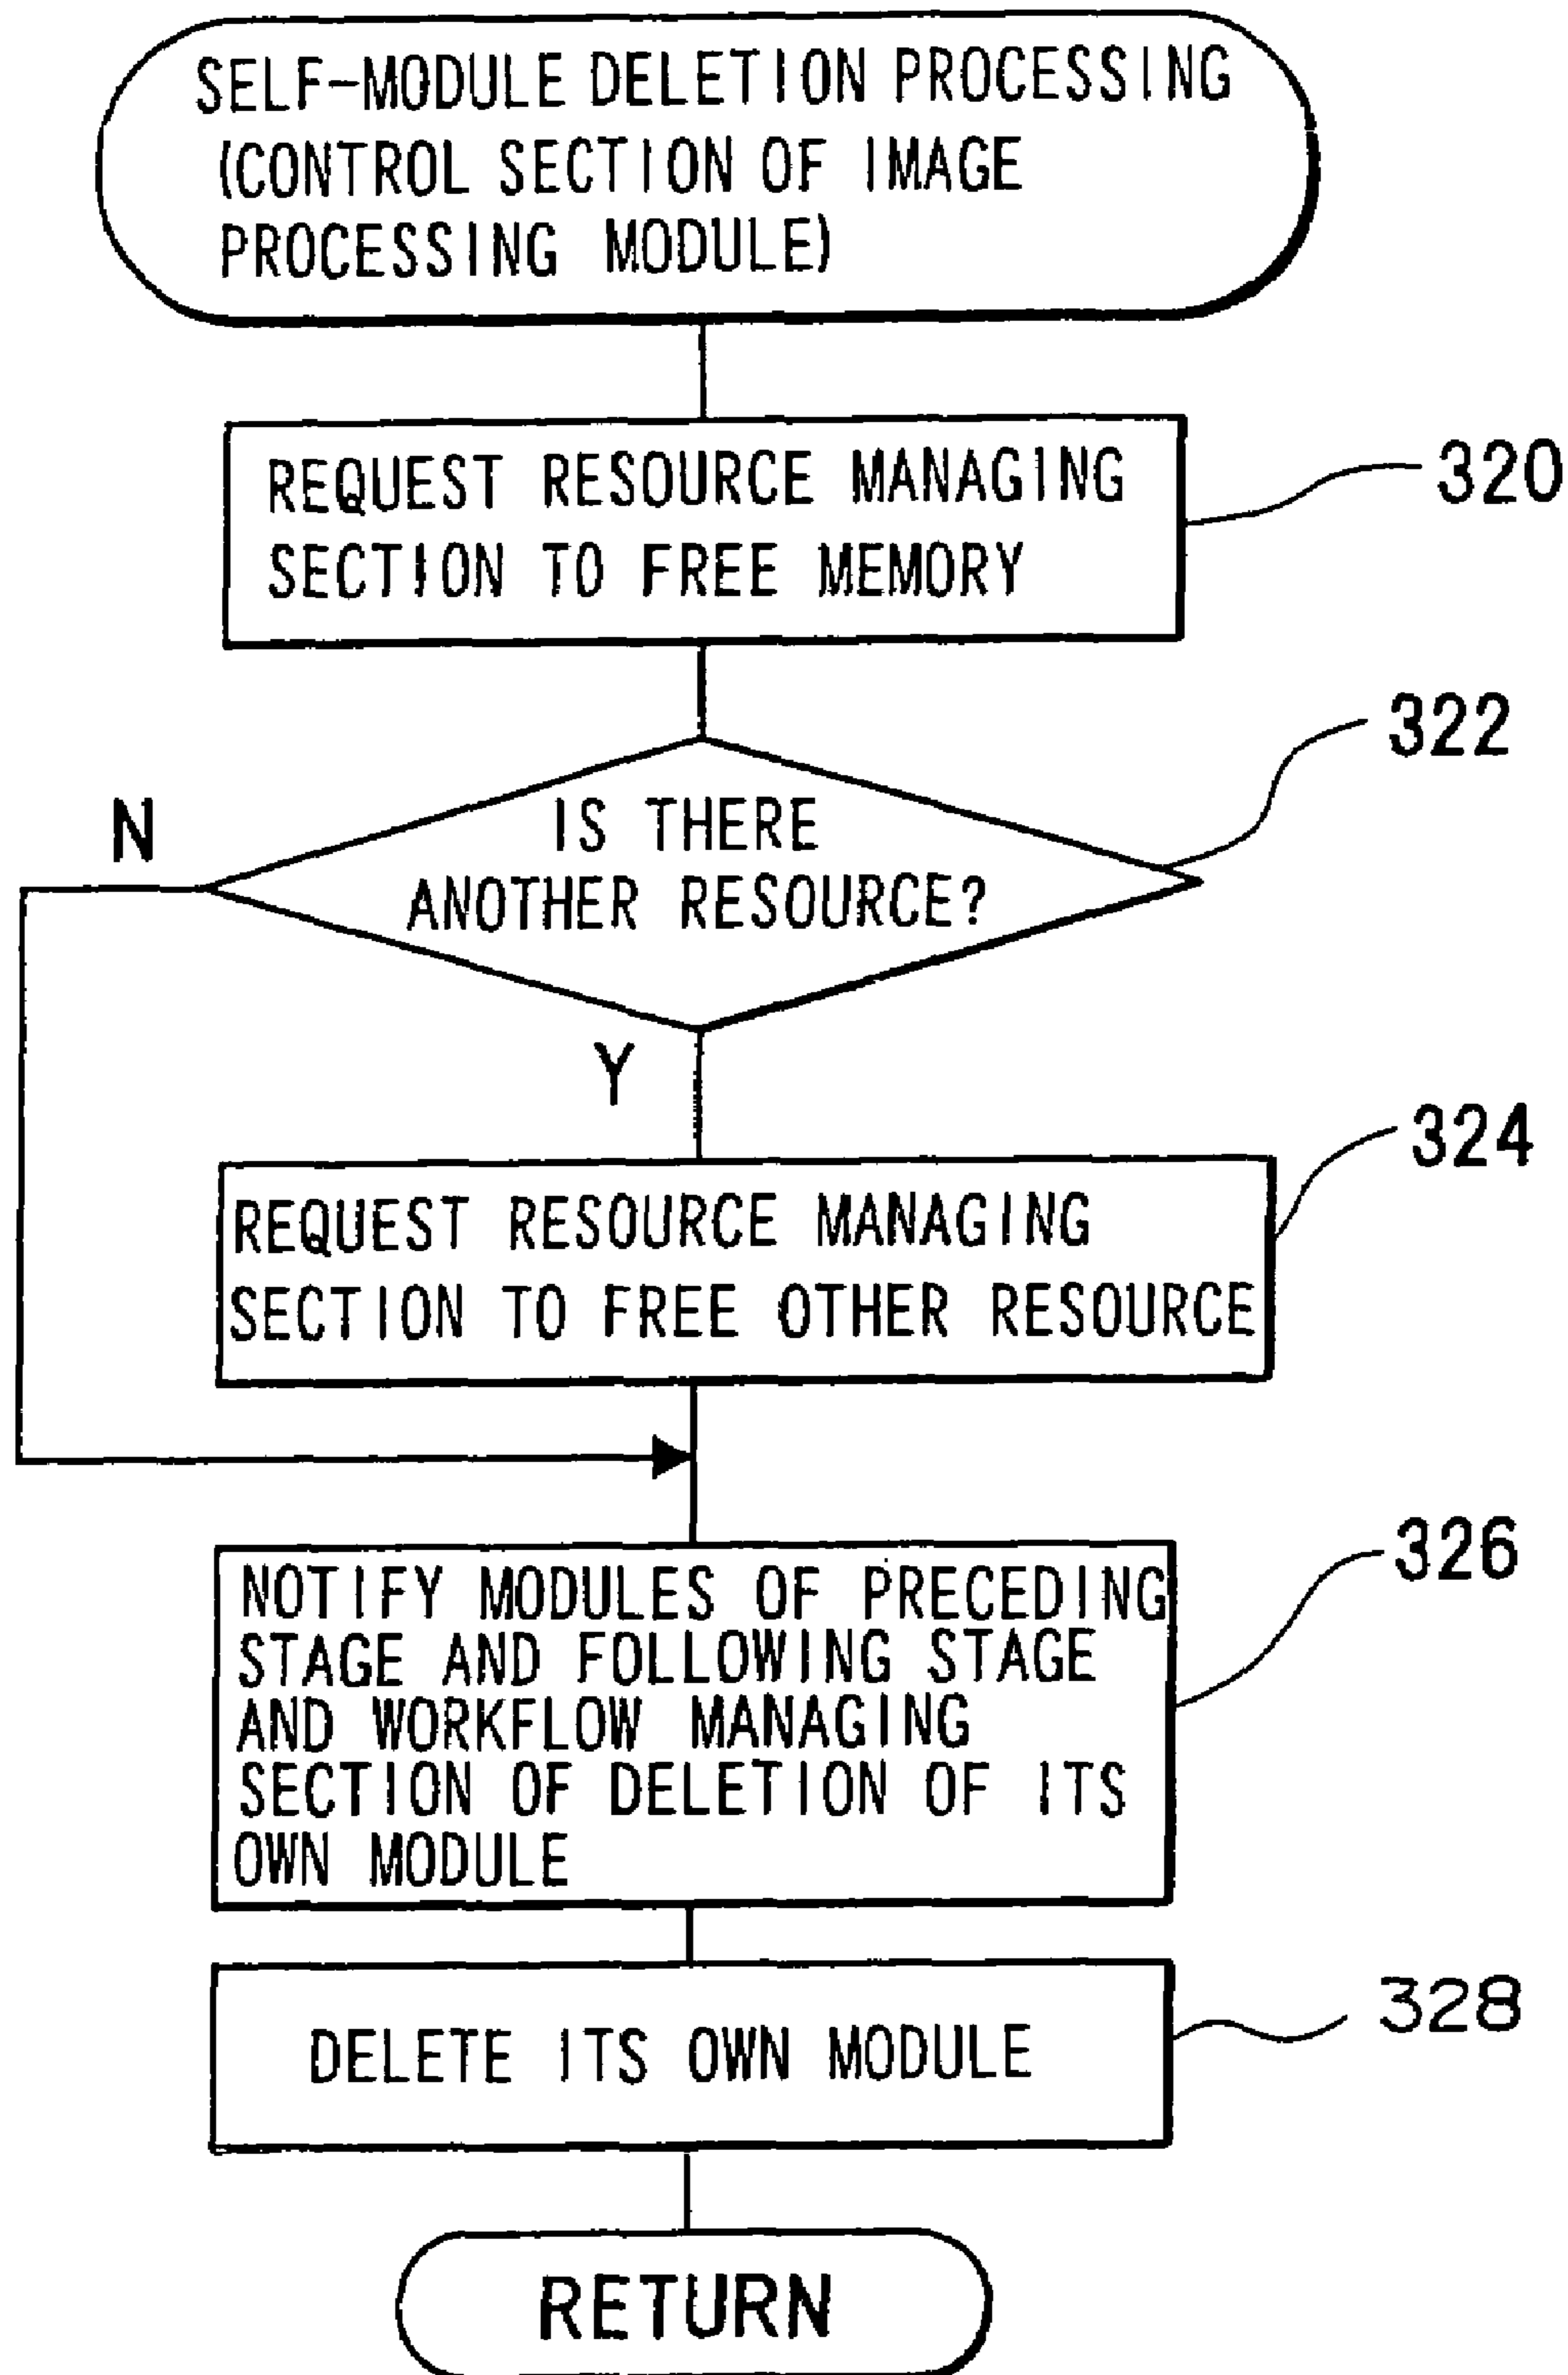 SELF-MODULE DELETION PROCESSING
(CONTROL SECTION OF IMAGE
PROCESSING MODULE)
REQUEST RESOURCE MANAGING
SECTION TO FREE MEMORY
320
322
N
IS THERE
ANOTHER RESOURCE?
Y
324
REQUEST RESOURCE MANAGING
SECTION TO FREE OTHER RESOURCE
326
NOTIFY MODULES OF PRECEDING
STAGE AND FOLLOWING STAGE
AND WORKFLOW MANAGING
SECTION OF DELETION OF ITS
OWN MODULE
328
DELETE ITS OWN MODULE
RETURN